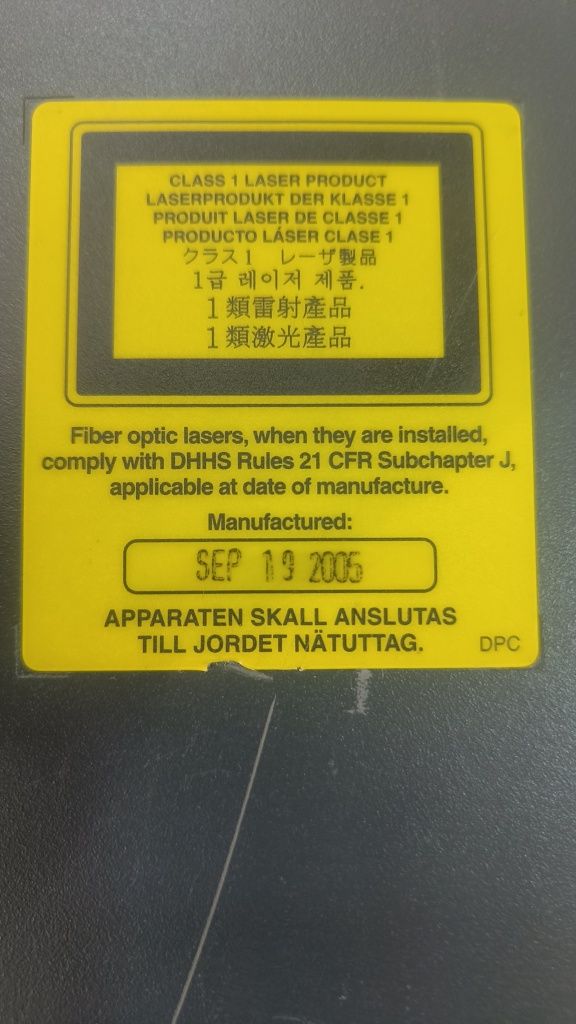 CLASS 1 LASER PRODUCT
LASERPRODUKT DER KLASSE 1
PRODUIT LASER DE CLASSE 1
PRODUCTO LÁSER CLASE 1
クラス1 レーザ製品
1급 레이저 제품.
1類雷射產品
1類激光產品
Fiber optic lasers, when they are installed,
comply with DHHS Rules 21 CFR Subchapter J,
applicable at date of manufacture.
Manufactured:
SEP 19 2005
APPARATEN SKALL ANSLUTAS
TILL JORDET NÄTUTTAG.
DPC